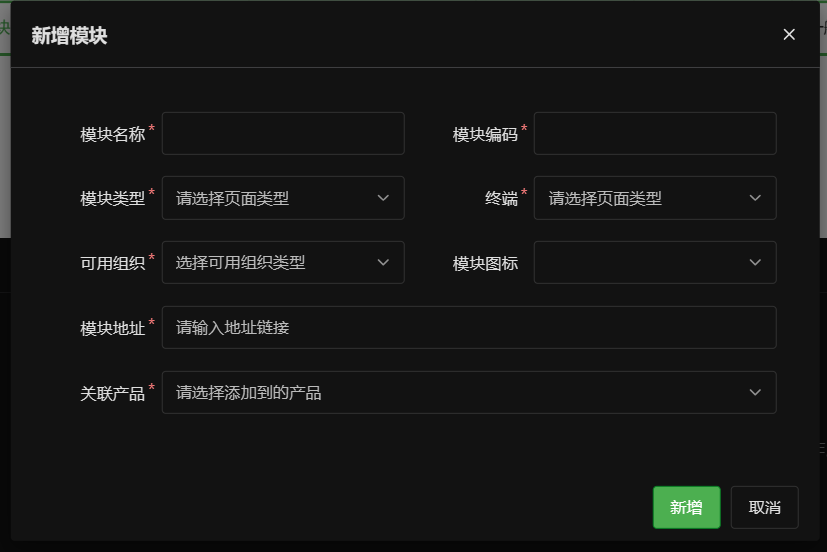 新增模块
模块名称*
模块编码*
模块类型* 请选择页面类型
终端* 请选择页面类型
可用组织* 选择可用组织类型
模块图标
模块地址* 请输入地址链接
关联产品* 请选择添加到的产品
新增 取消